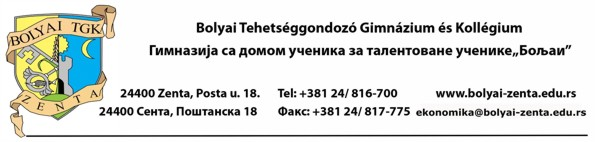 BOLYAI TGK
ZENTA
Bolyai Tehetséggondozó Gimnázium és Kollégium
Гимназија са домом ученика за талентоване ученике„Бољаи”
24400 Zenta, Posta u. 18. Tel: +381 24/ 816-700 www.bolyai-zenta.edu.rs
24400 Сента, Поштанска 18 Факс: +381 24/ 817-775 ekonomika@bolyai-zenta.edu.rs